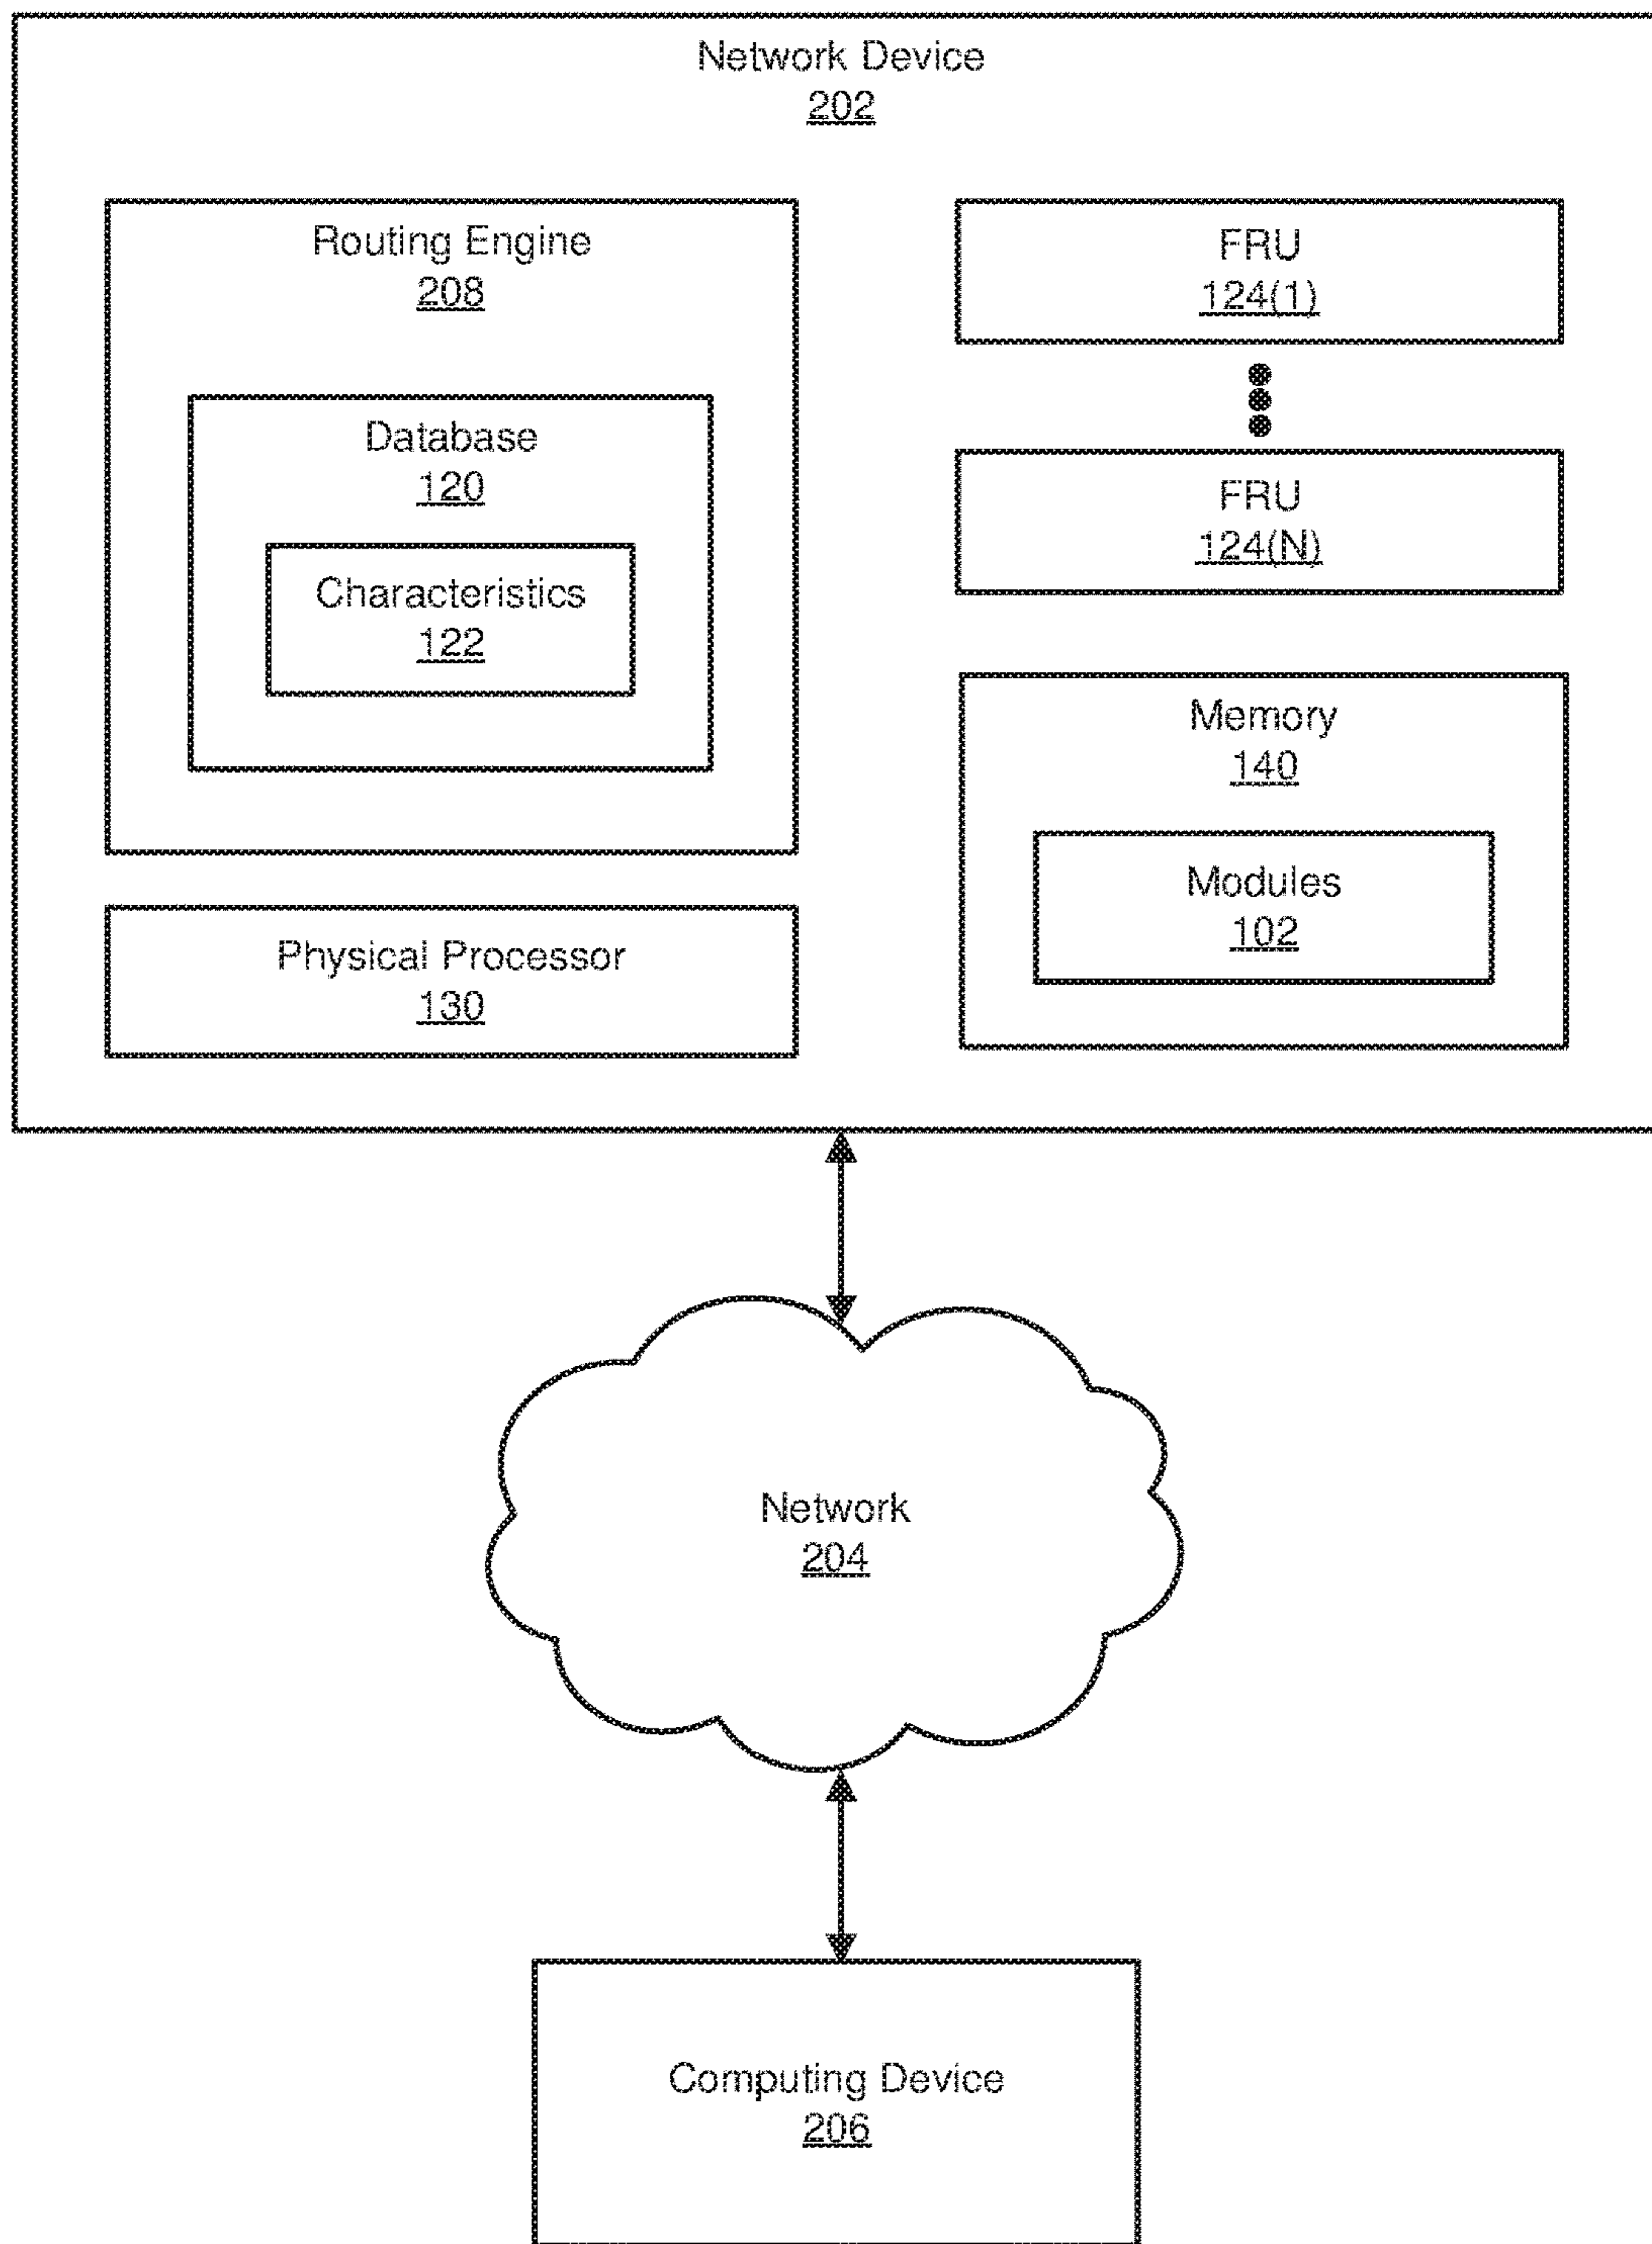 Network Device
202
Routing Engine
208
Database
120
Characteristics
122
Physical Processor
130
FRU
124(1)
FRU
124(N)
Memory
140
Modules
102
Network
204
Computing Device
206